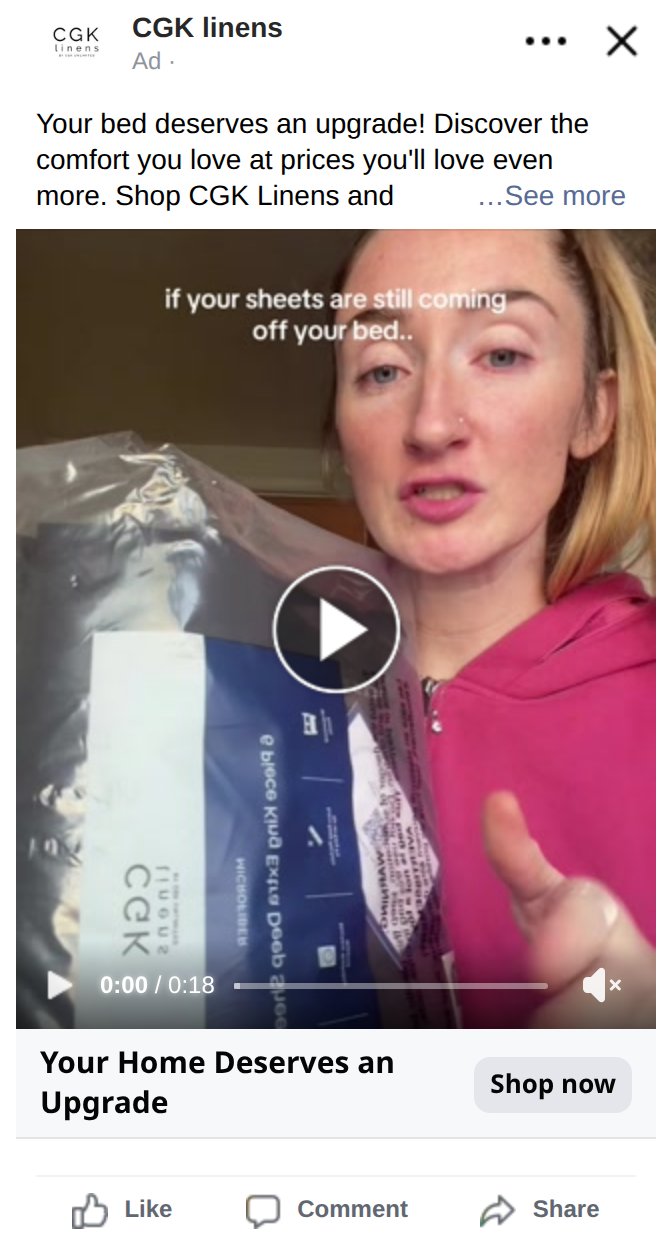 CGK
linens
CGK linens
Ad ·
Your bed deserves an upgrade! Discover the
comfort you love at prices you'll love even
more. Shop CGK Linens and ...See more
if your sheets are still coming
off your bed..
6 piece King Extra Deep
MICROFIBER
CGK
linens
WARNING
0:00 / 0:18
Your Home Deserves an
Upgrade
Shop now
Like Comment Share